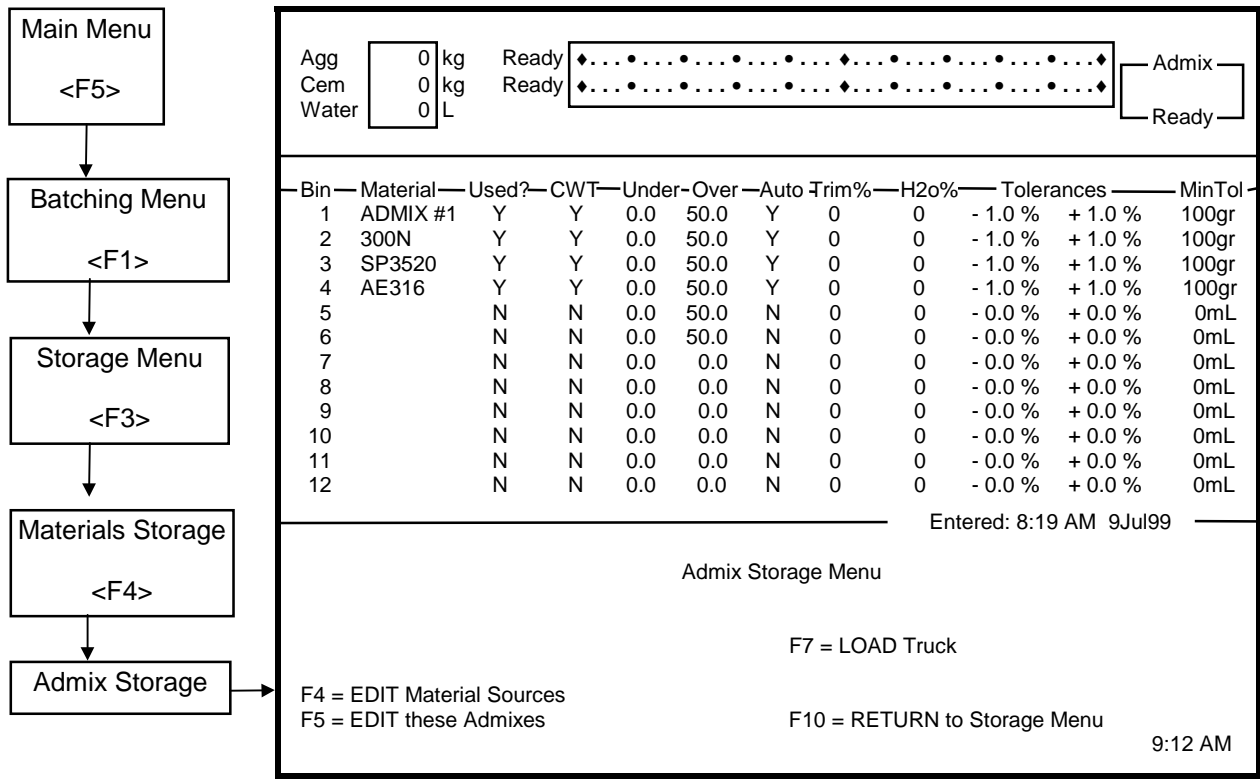 Main Menu
<F5>
Batching Menu
<F1>
Storage Menu
<F3>
Materials Storage
<F4>
Admix Storage
Agg 0 kg Ready ♦...●...●...●...●...♦...●...●...●...●...♦ Admix
Cem 0 kg Ready ♦...●...●...●...●...♦...●...●...●...●...♦
Water 0 L Ready
Bin Material Used? CWT Under Over Auto Trim% H2o% Tolerances MinTol
1 ADMIX #1 Y Y 0.0 50.0 Y 0 0 - 1.0 % + 1.0 % 100gr
2 300N Y Y 0.0 50.0 Y 0 0 - 1.0 % + 1.0 % 100gr
3 SP3520 Y Y 0.0 50.0 Y 0 0 - 1.0 % + 1.0 % 100gr
4 AE316 Y Y 0.0 50.0 Y 0 0 - 1.0 % + 1.0 % 100gr
5 N N 0.0 50.0 N 0 0 - 0.0 % + 0.0 % 0mL
6 N N 0.0 50.0 N 0 0 - 0.0 % + 0.0 % 0mL
7 N N 0.0 0.0 N 0 0 - 0.0 % + 0.0 % 0mL
8 N N 0.0 0.0 N 0 0 - 0.0 % + 0.0 % 0mL
9 N N 0.0 0.0 N 0 0 - 0.0 % + 0.0 % 0mL
10 N N 0.0 0.0 N 0 0 - 0.0 % + 0.0 % 0mL
11 N N 0.0 0.0 N 0 0 - 0.0 % + 0.0 % 0mL
12 N N 0.0 0.0 N 0 0 - 0.0 % + 0.0 % 0mL
Entered: 8:19 AM 9Jul99
Admix Storage Menu
F7 = LOAD Truck
F4 = EDIT Material Sources
F5 = EDIT these Admixes F10 = RETURN to Storage Menu
9:12 AM